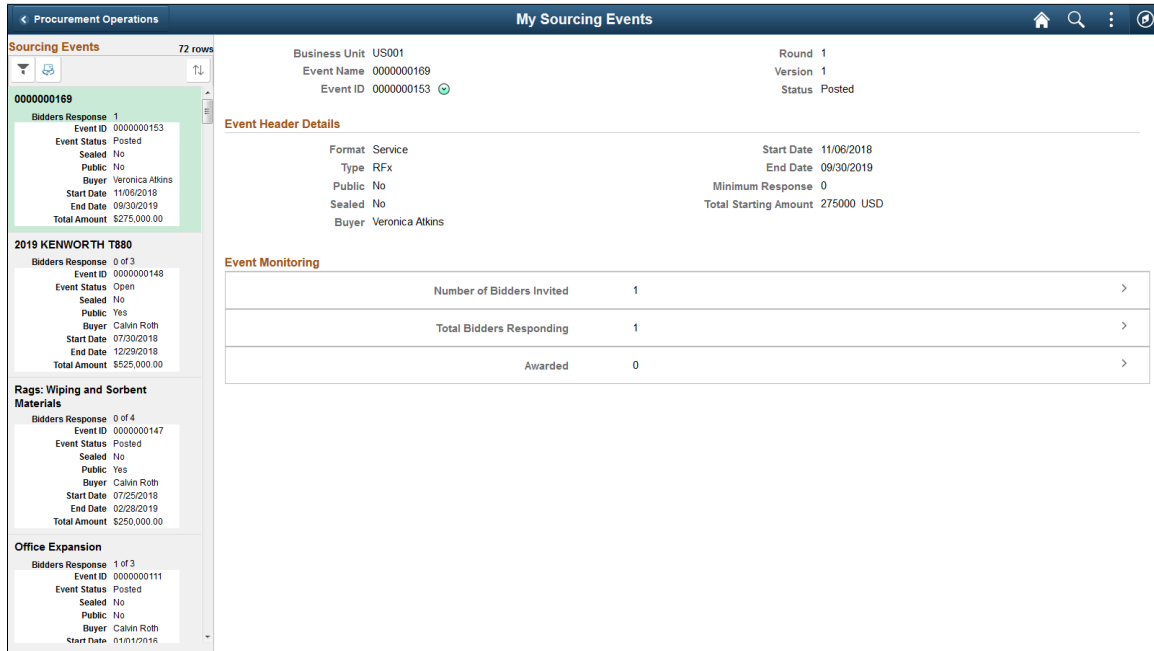 Procurement Operations
My Sourcing Events
Sourcing Events 72 rows
0000000169
Bidders Response 1
Event ID 0000000153
Event Status Posted
Sealed No
Public No
Buyer Veronica Atkins
Start Date 11/06/2018
End Date 09/30/2019
Total Amount $275,000.00
2019 KENWORTH T880
Bidders Response 0 of 3
Event ID 0000000148
Event Status Open
Sealed No
Public Yes
Buyer Calvin Roth
Start Date 07/30/2018
End Date 12/29/2018
Total Amount $525,000.00
Rags: Wiping and Sorbent
Materials
Bidders Response 0 of 4
Event ID 0000000147
Event Status Posted
Sealed No
Public Yes
Buyer Calvin Roth
Start Date 07/25/2018
End Date 02/28/2019
Total Amount $250,000.00
Office Expansion
Bidders Response 1 of 3
Event ID 0000000111
Event Status Posted
Sealed No
Public No
Buyer Calvin Roth
Start Date 01/01/2016
Business Unit US001 Round 1
Event Name 0000000169 Version 1
Event ID 0000000153 Status Posted
Event Header Details
Format Service Start Date 11/06/2018
Type RFx End Date 09/30/2019
Public No Minimum Response 0
Sealed No Total Starting Amount 275000 USD
Buyer Veronica Atkins
Event Monitoring
Number of Bidders Invited 1
Total Bidders Responding 1
Awarded 0